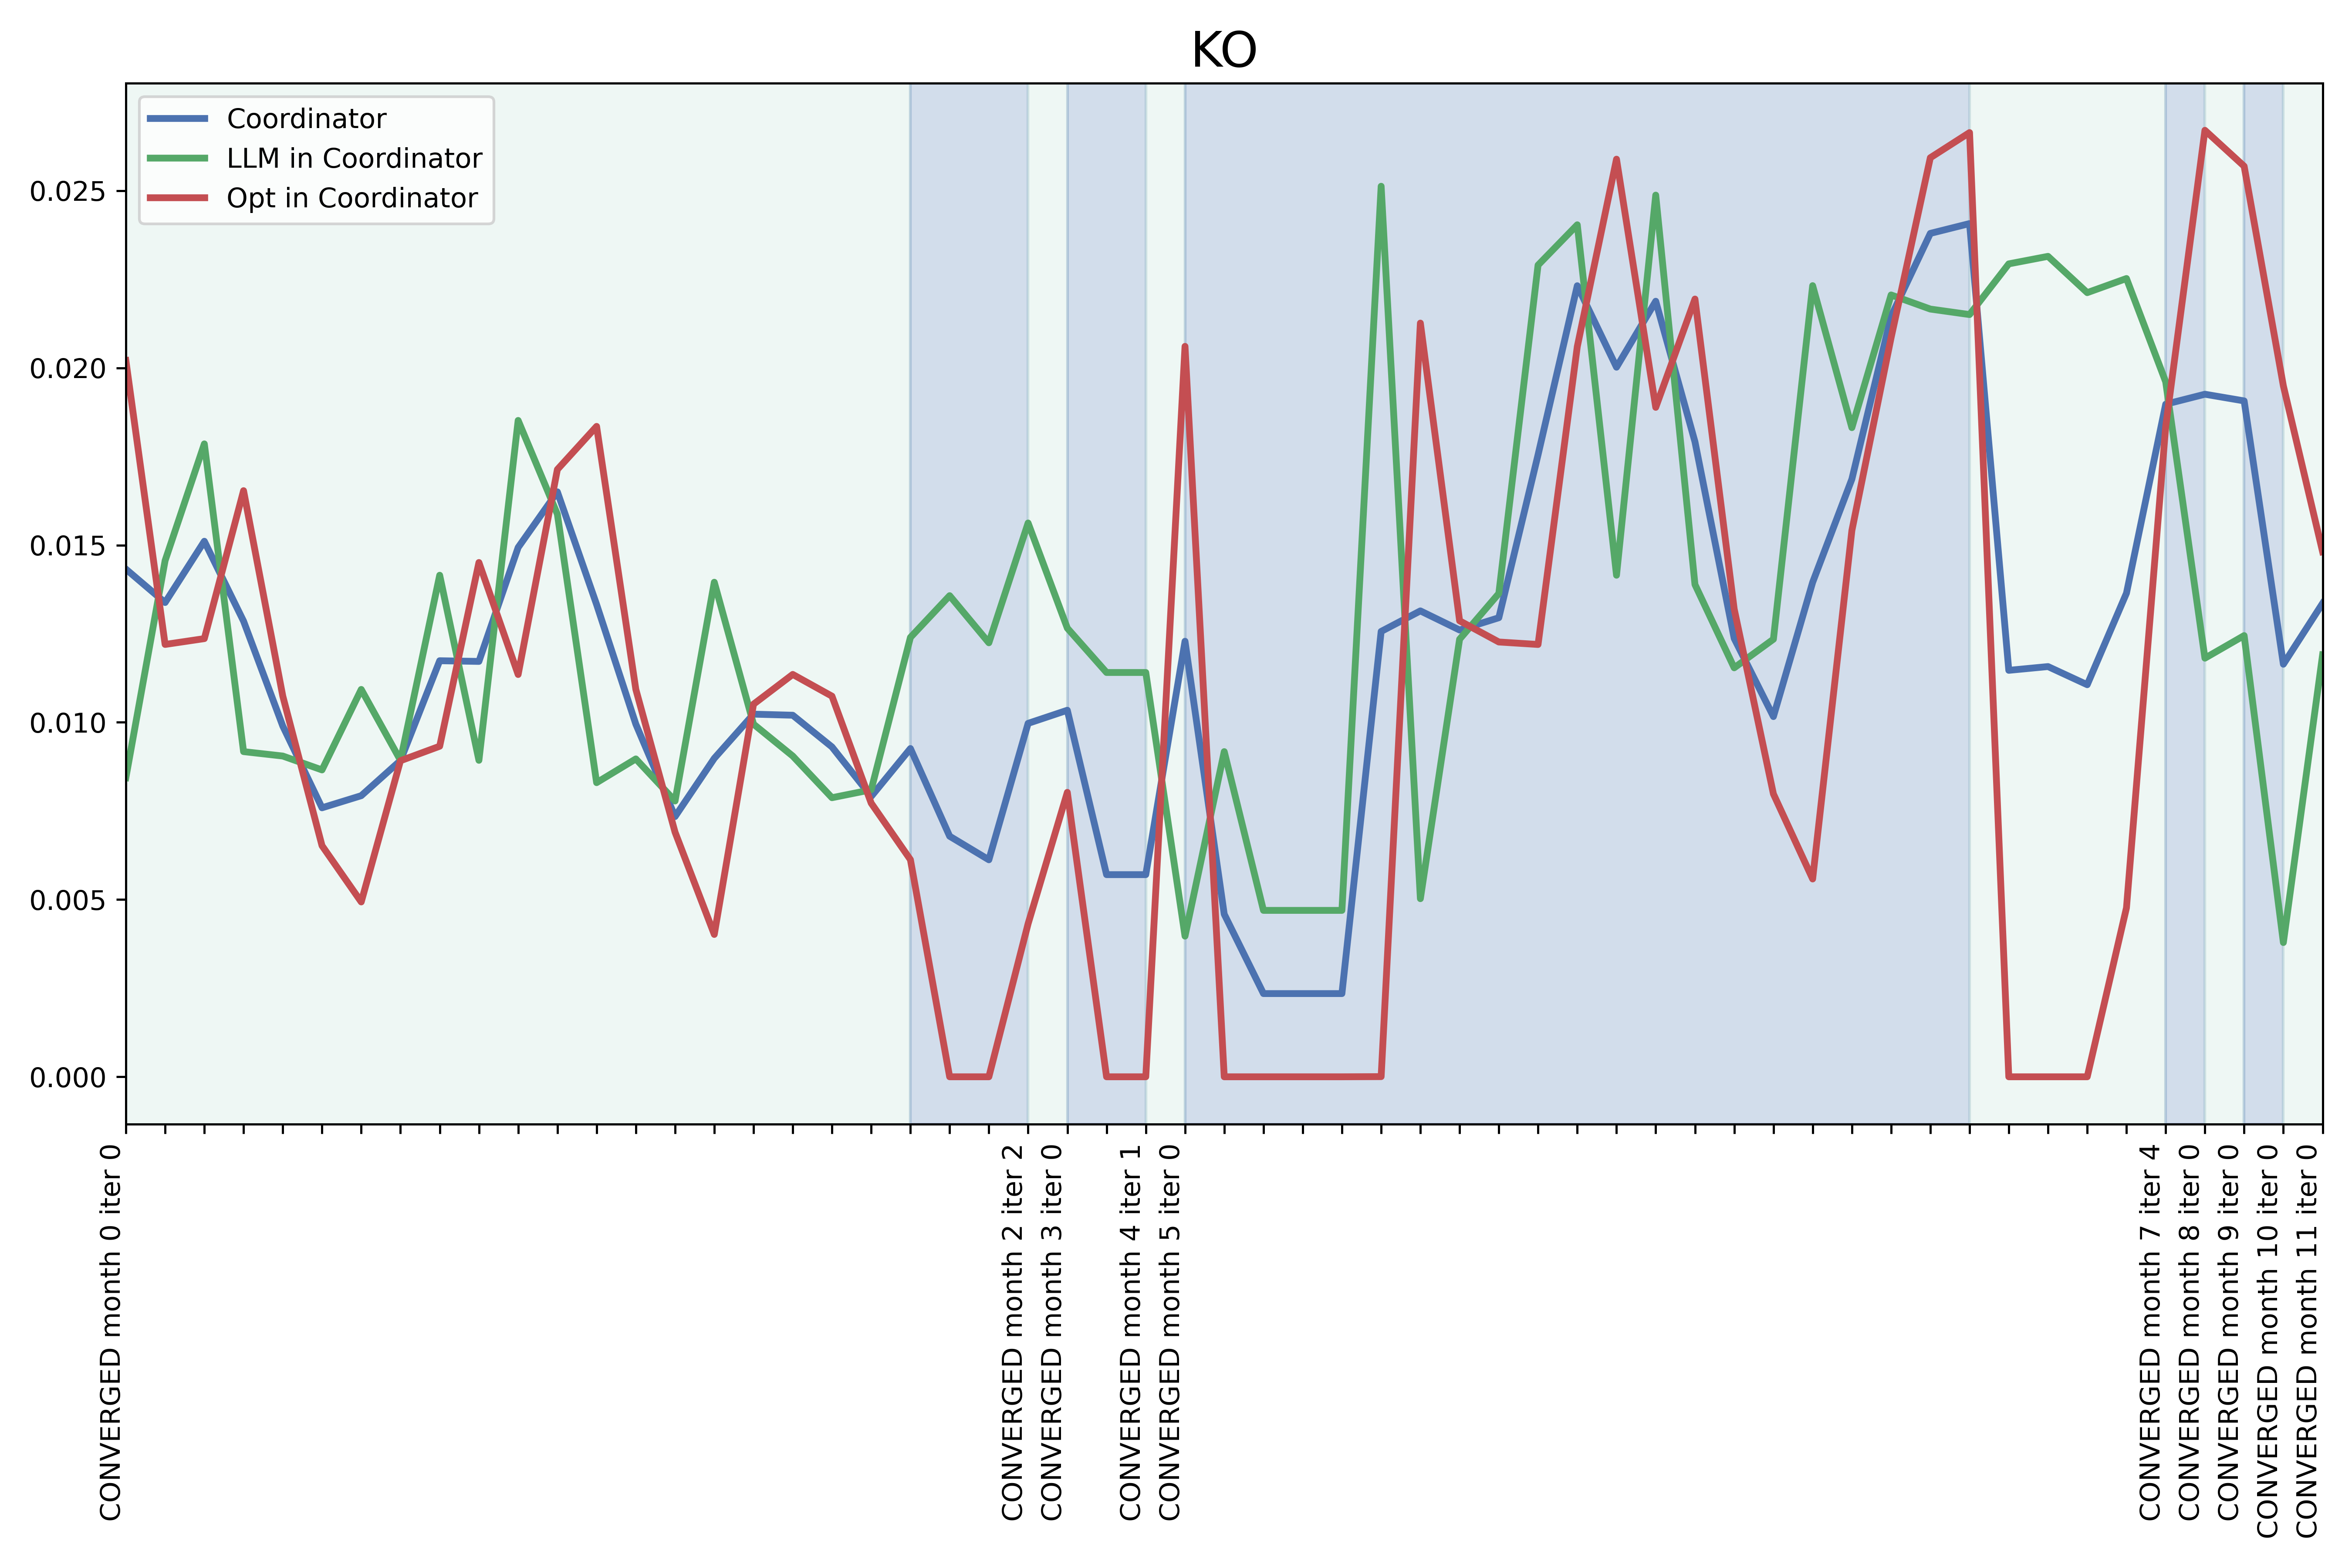 KO
Coordinator
LLM in Coordinator
Opt in Coordinator
0.025
0.020
0.015
0.010
0.005
0.000
CONVERGED month 0 iter 0
CONVERGED month 2 iter 2
CONVERGED month 3 iter 0
CONVERGED month 4 iter 1
CONVERGED month 5 iter 0
CONVERGED month 7 iter 4
CONVERGED month 8 iter 0
CONVERGED month 9 iter 0
CONVERGED month 10 iter 0
CONVERGED month 11 iter 0